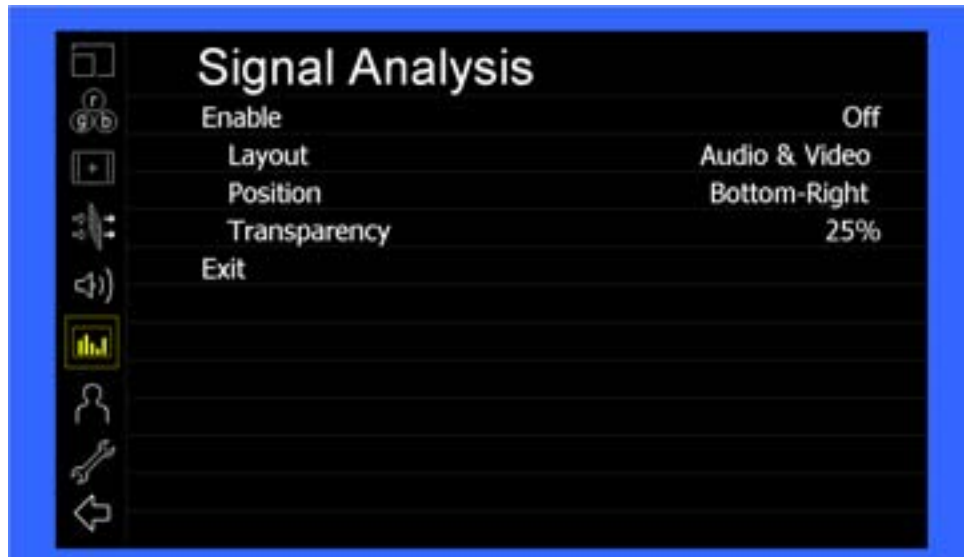 Signal Analysis
Enable Off
Layout Audio & Video
Position Bottom-Right
Transparency 25%
Exit
r
g b